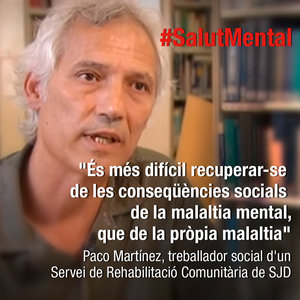 #SalutMental
"És més difícil recuperar-se
de les conseqüències socials
de la malaltia mental,
que de la pròpia malaltia"
Paco Martínez, treballador social d'un
Servei de Rehabilitació Comunitària de SJD